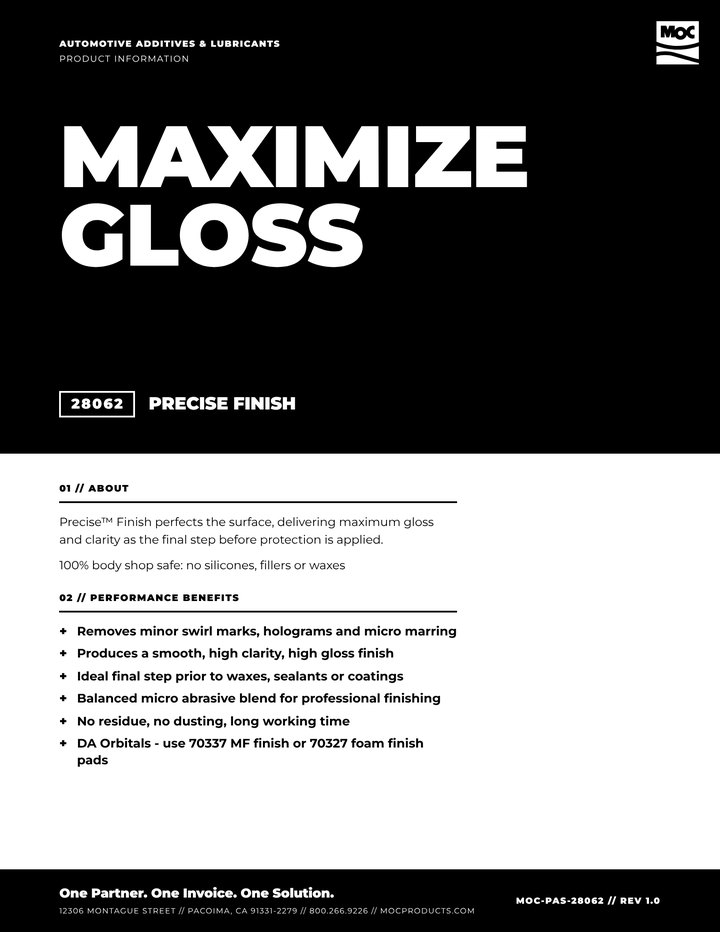 AUTOMOTIVE ADDITIVES & LUBRICANTS
PRODUCT INFORMATION
MOC
MAXIMIZE
GLOSS
28062 PRECISE FINISH
01 // ABOUT
Precise™ Finish perfects the surface, delivering maximum gloss
and clarity as the final step before protection is applied.
100% body shop safe: no silicones, fillers or waxes
02 // PERFORMANCE BENEFITS
+ Removes minor swirl marks, holograms and micro marring
+ Produces a smooth, high clarity, high gloss finish
+ Ideal final step prior to waxes, sealants or coatings
+ Balanced micro abrasive blend for professional finishing
+ No residue, no dusting, long working time
+ DA Orbitals - use 70337 MF finish or 70327 foam finish
pads
One Partner. One Invoice. One Solution.
12306 MONTAGUE STREET // PACOIMA, CA 91331-2279 // 800.266.9226 // MOCPRODUCTS.COM
MOC-PAS-28062 // REV 1.0